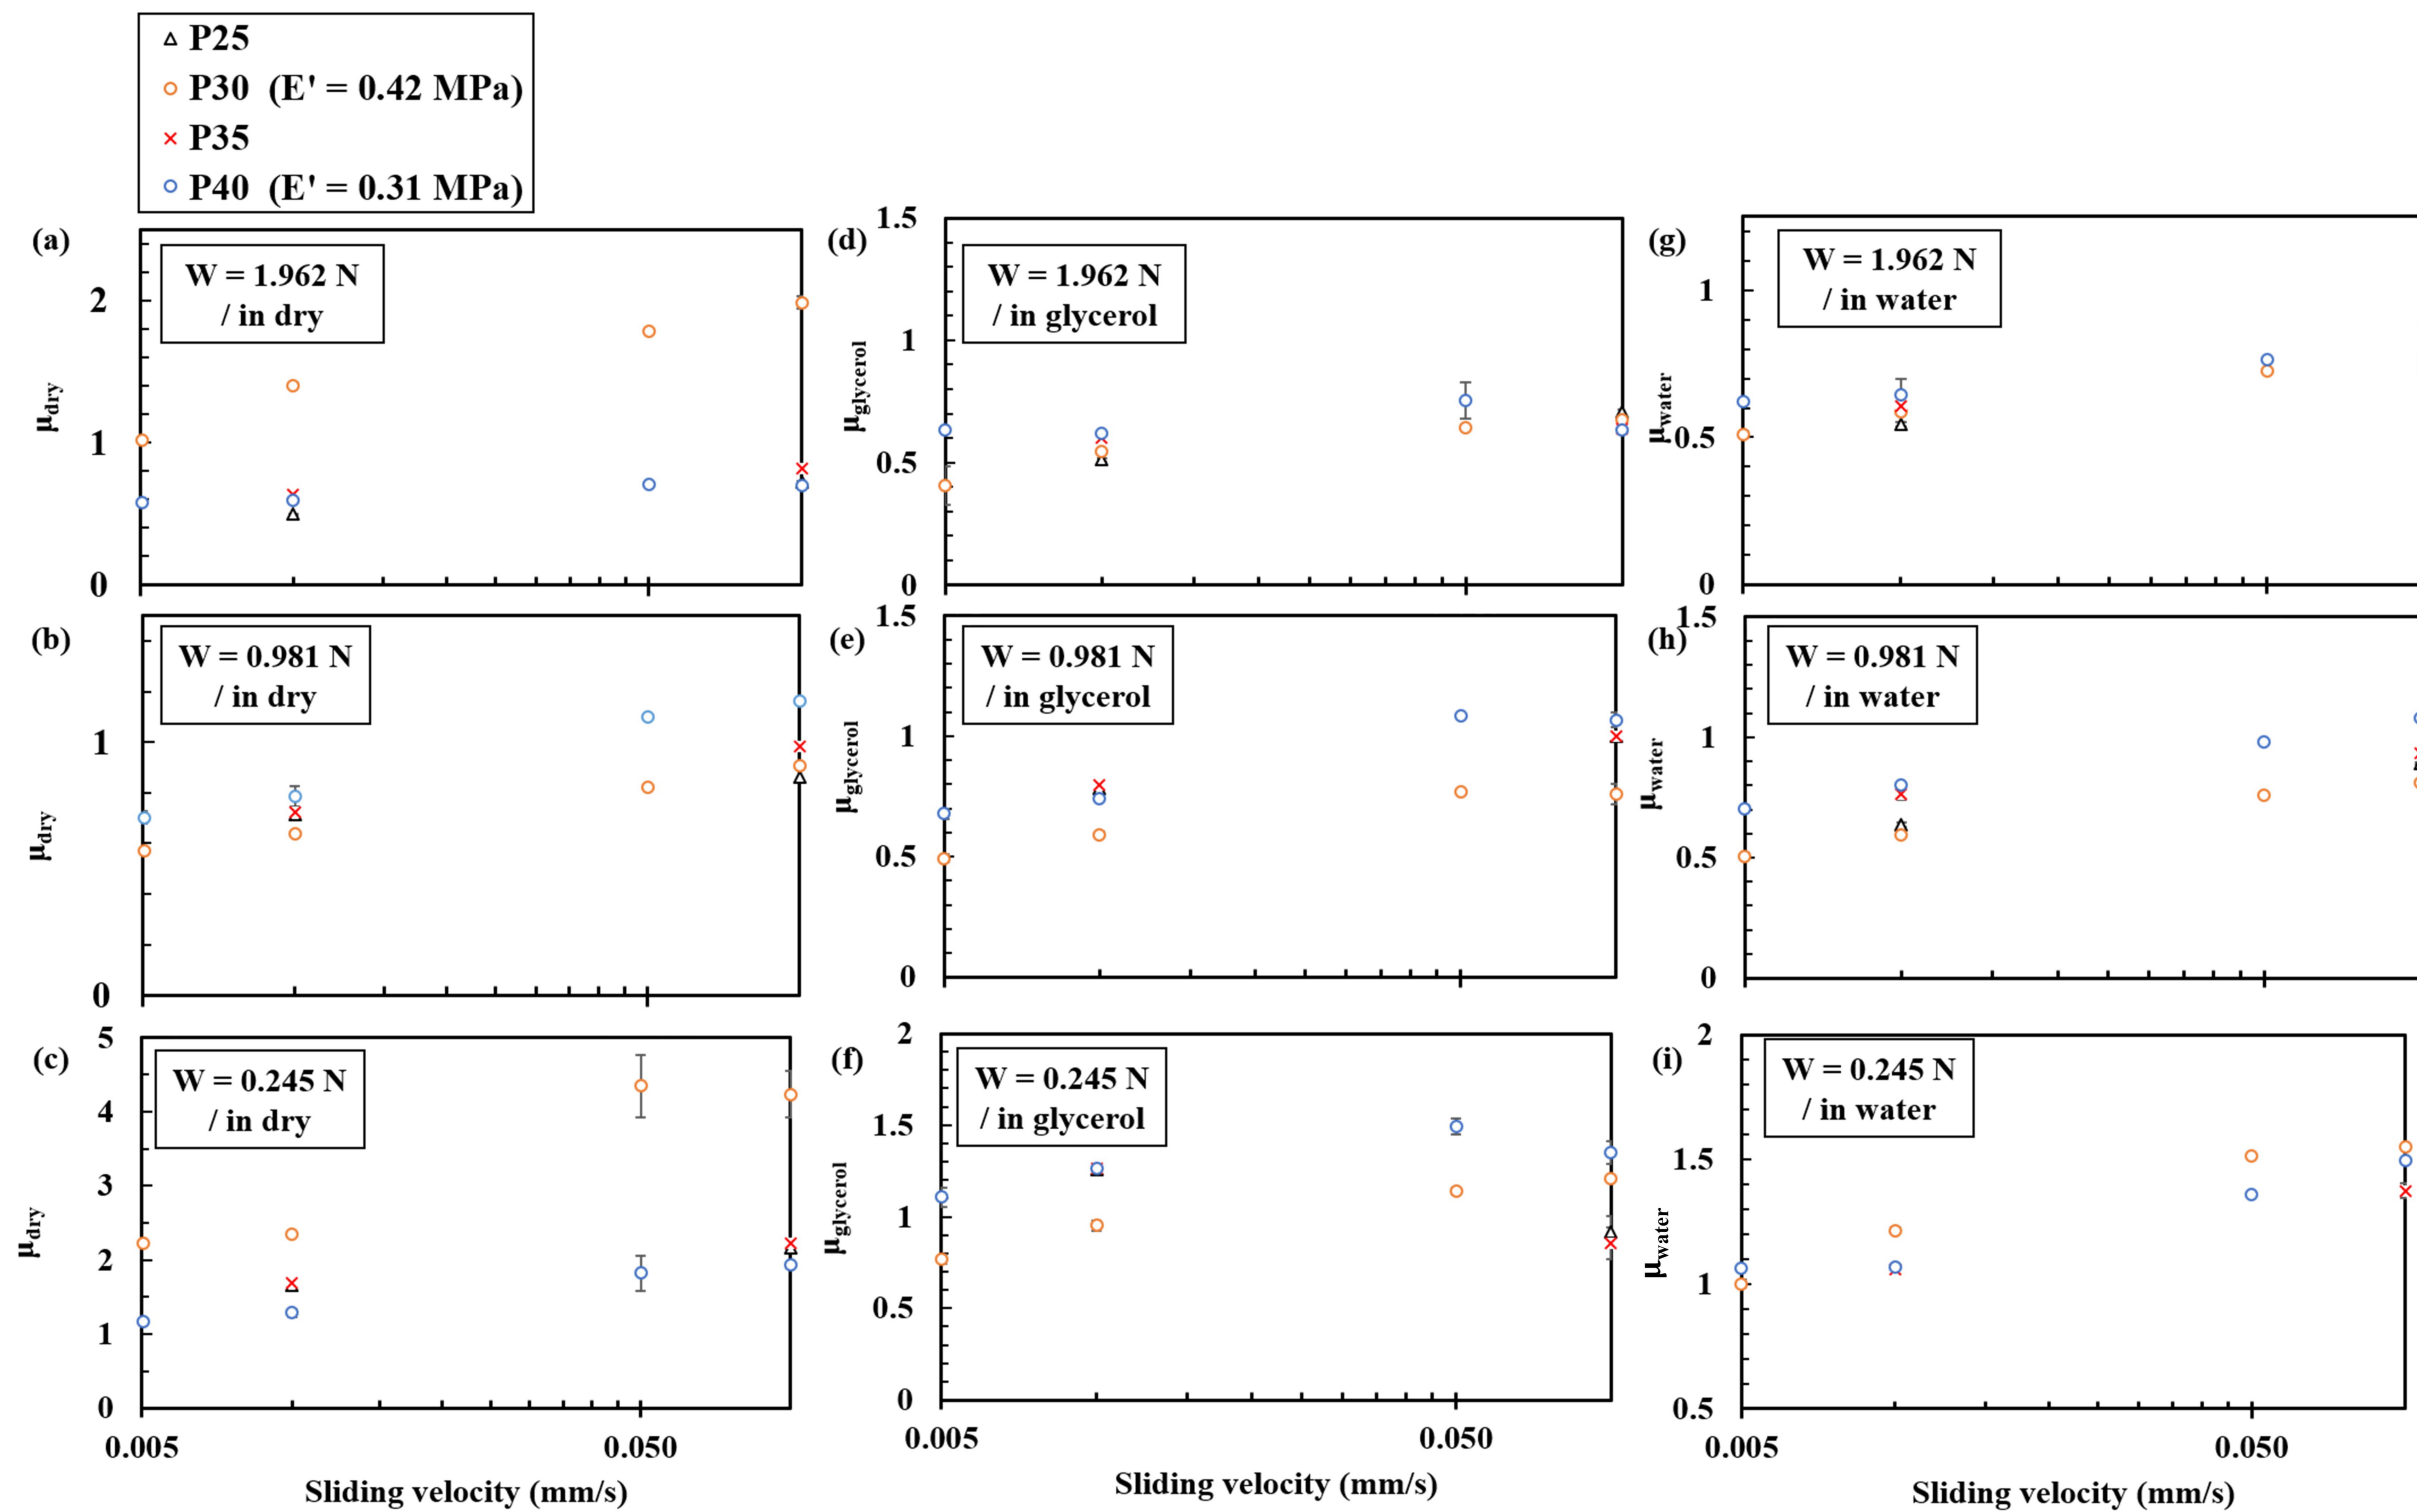 P25
P30 (E' = 0.42 MPa)
P35
P40 (E' = 0.31 MPa)
(a)
W = 1.962 N
/ in dry
2
1
0
μdry
(d)
W = 1.962 N
/ in glycerol
1.5
1
0.5
0
μglycerol
(g)
W = 1.962 N
/ in water
1
0.5
0
μwater
(b)
W = 0.981 N
/ in dry
1
0
μdry
(e)
W = 0.981 N
/ in glycerol
1.5
1
0.5
0
μglycerol
(h)
W = 0.981 N
/ in water
1.5
1
0.5
0
μwater
(c)
W = 0.245 N
/ in dry
5
4
3
2
1
0
μdry
0.005
0.050
Sliding velocity (mm/s)
(f)
W = 0.245 N
/ in glycerol
2
1.5
1
0.5
0
μglycerol
0.005
0.050
Sliding velocity (mm/s)
(i)
W = 0.245 N
/ in water
2
1.5
1
0.5
μwater
0.005
0.050
Sliding velocity (mm/s)